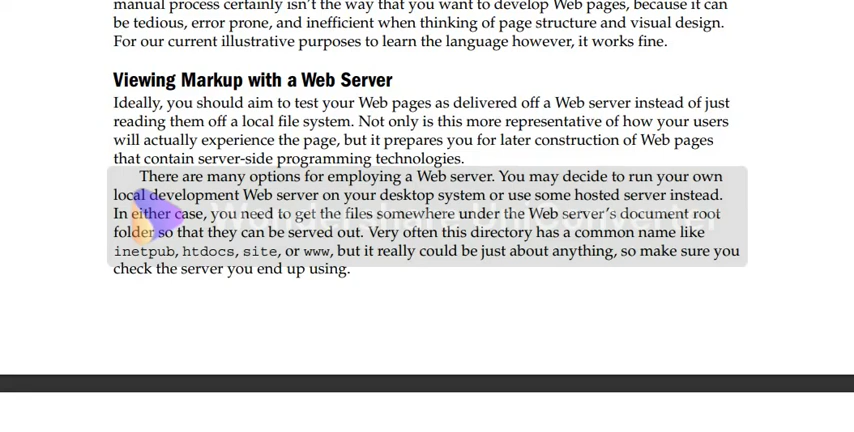 manual process certainly isn't the way that you want to develop Web pages, because it can
be tedious, error prone, and inefficient when thinking of page structure and visual design.
For our current illustrative purposes to learn the language however, it works fine.
Viewing Markup with a Web Server
Ideally, you should aim to test your Web pages as delivered off a Web server instead of just
reading them off a local file system. Not only is this more representative of how your users
will actually experience the page, but it prepares you for later construction of Web pages
that contain server-side programming technologies.
There are many options for employing a Web server. You may decide to run your own
local development Web server on your desktop system or use some hosted server instead.
In either case, you need to get the files somewhere under the Web server's document root
folder so that they can be served out. Very often this directory has a common name like
inetpub, htdocs, site, or www, but it really could be just about anything, so make sure you
check the server you end up using.
Wondershare UniConverter